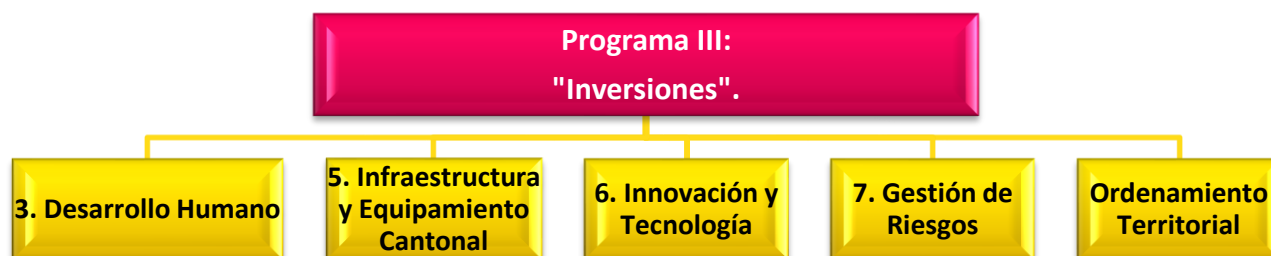 Programa III:
"Inversiones".
3. Desarrollo Humano
5. Infraestructura
y Equipamiento
Cantonal
6. Innovación y
Tecnología
7. Gestión de
Riesgos
Ordenamiento
Territorial